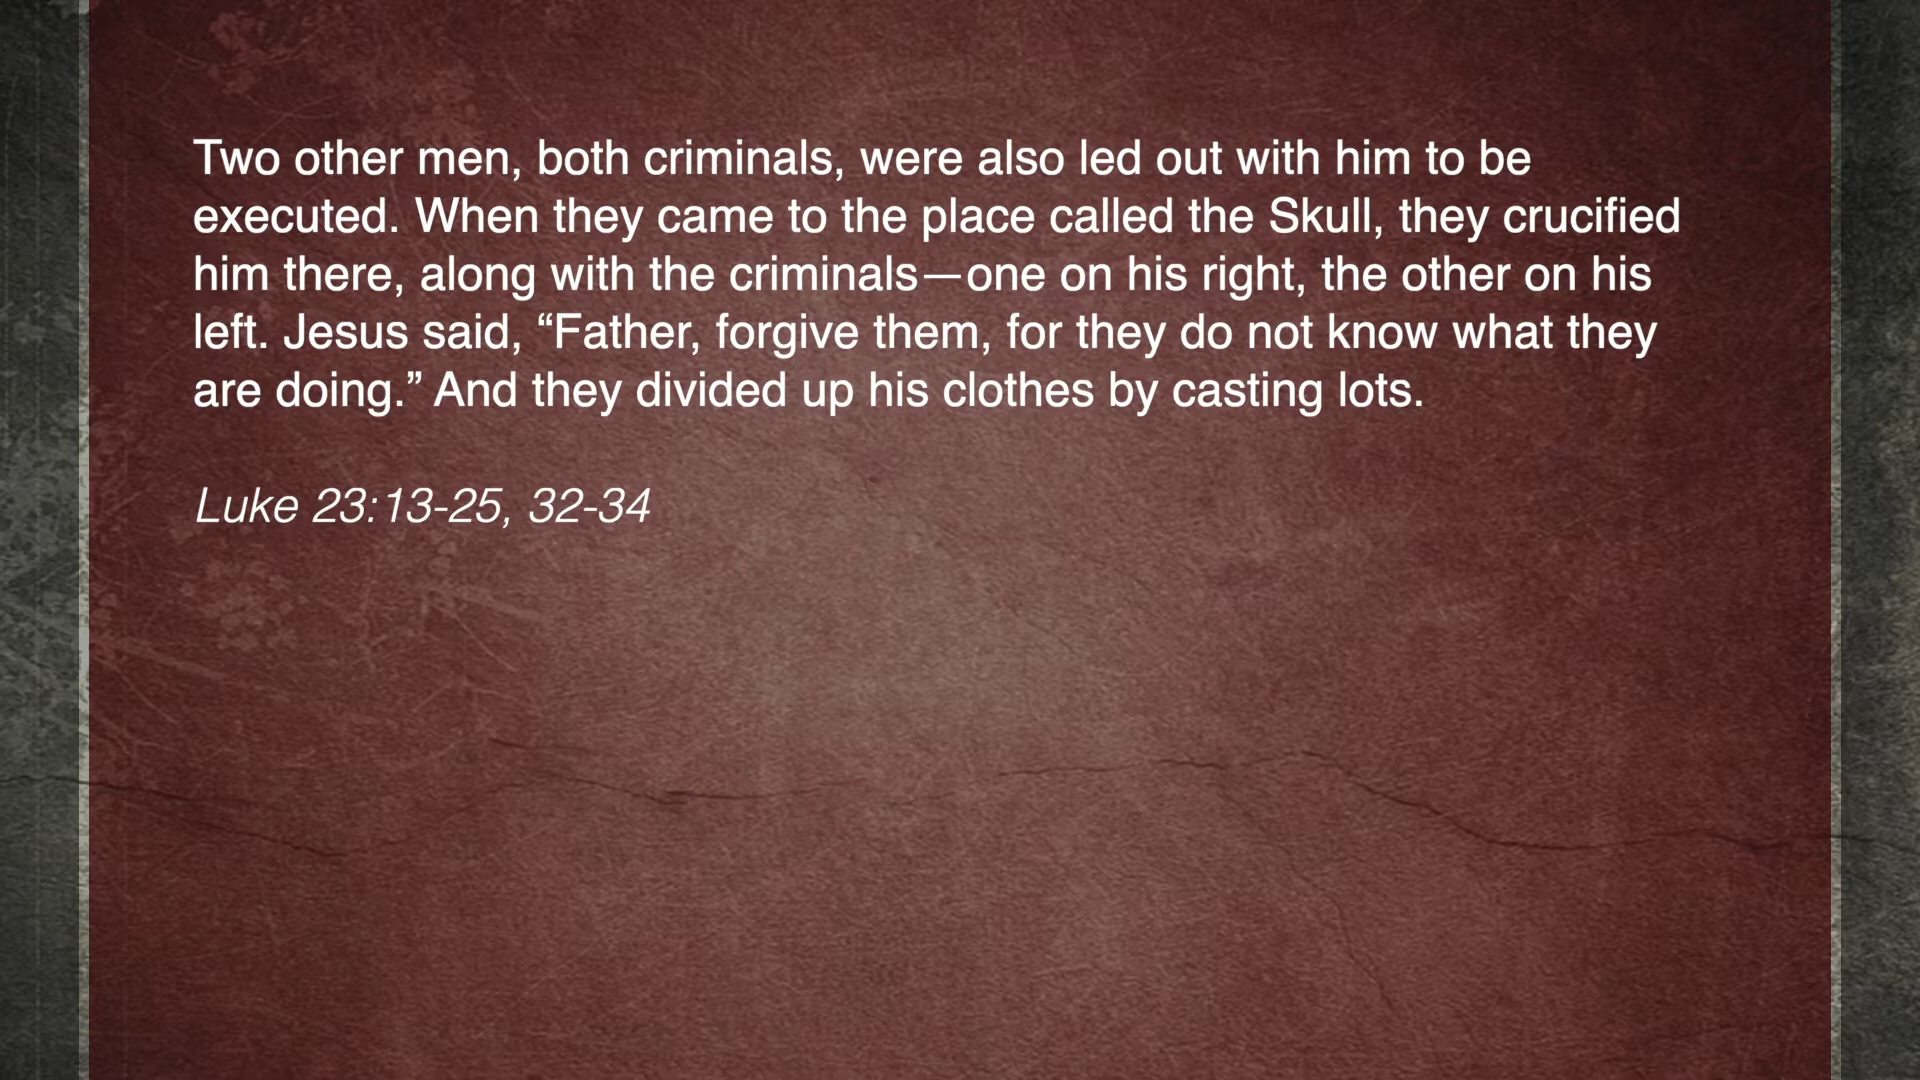 Two other men, both criminals, were also led out with him to be
executed. When they came to the place called the Skull, they crucified
him there, along with the criminals—one on his right, the other on his
left. Jesus said, “Father, forgive them, for they do not know what they
are doing.” And they divided up his clothes by casting lots.
Luke 23:13-25, 32-34